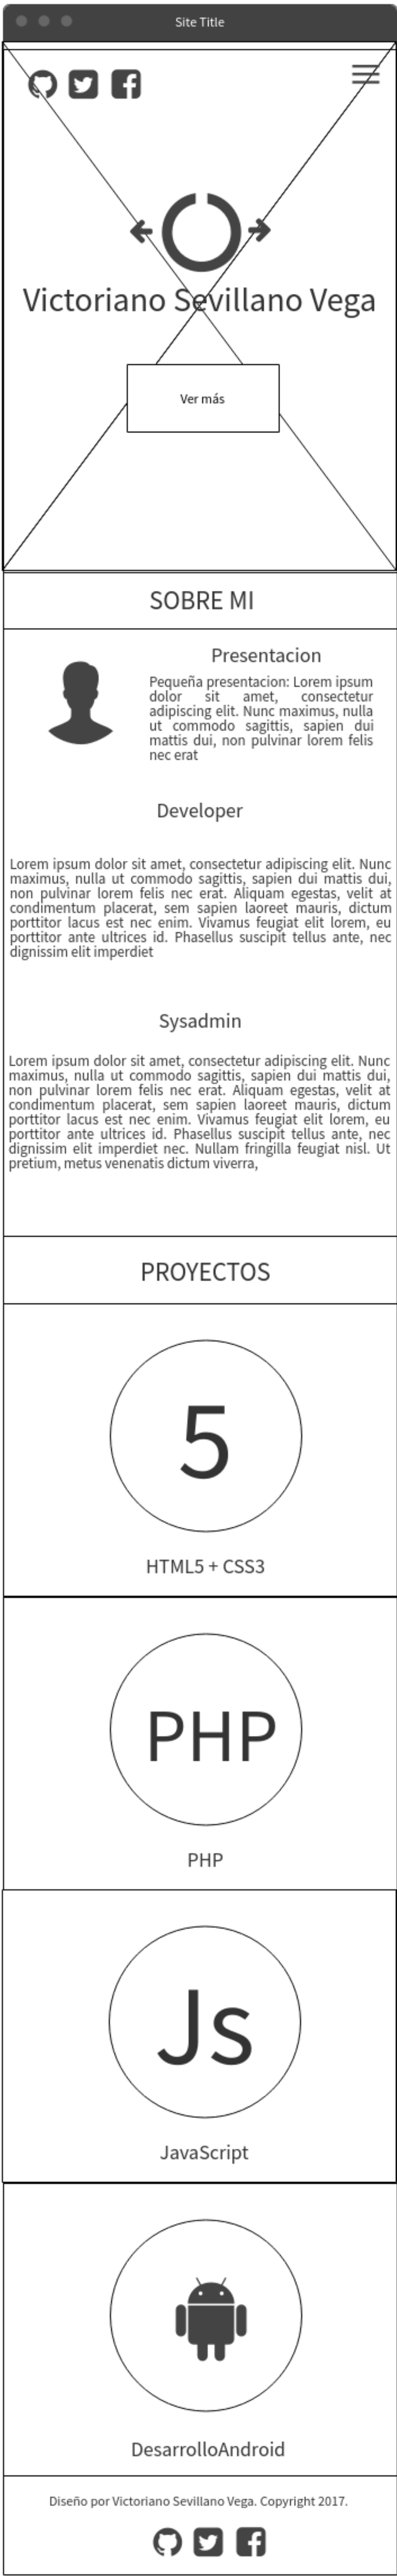 Site Title
Victoriano Sevillano Vega
Ver más
SOBRE MI
Presentacion
Pequeña presentacion: Lorem ipsum
dolor sit amet, consectetur
adipiscing elit. Nunc maximus, nulla
ut commodo sagittis, sapien dui
mattis dui, non pulvinar lorem felis
nec erat
Developer
Lorem ipsum dolor sit amet, consectetur adipiscing elit. Nunc
maximus, nulla ut commodo sagittis, sapien dui mattis dui,
non pulvinar lorem felis nec erat. Aliquam egestas, velit at
condimentum placerat, sem sapien laoreet mauris, dictum
porttitor lacus est nec enim. Vivamus feugiat elit lorem, eu
porttitor ante ultrices id. Phasellus suscipit tellus ante, nec
dignissim elit imperdiet
Sysadmin
Lorem ipsum dolor sit amet, consectetur adipiscing elit. Nunc
maximus, nulla ut commodo sagittis, sapien dui mattis dui,
non pulvinar lorem felis nec erat. Aliquam egestas, velit at
condimentum placerat, sem sapien laoreet mauris, dictum
porttitor lacus est nec enim. Vivamus feugiat elit lorem, eu
porttitor ante ultrices id. Phasellus suscipit tellus ante, nec
dignissim elit imperdiet nec. Nullam fringilla feugiat nisl. Ut
pretium, metus venenatis dictum viverra,
PROYECTOS
5
HTML5 + CSS3
PHP
PHP
Js
JavaScript
DesarrolloAndroid
Diseño por Victoriano Sevillano Vega. Copyright 2017.